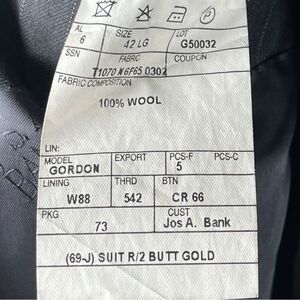 AL SIZE LOT
6 42 LG G50032
SSN FABRIC COUPON
T1070 N6F65 0302
FABRIC COMPOSITION
100% WOOL
LIN:
MODEL EXPORT PCS-F PCS-C
GORDON 5
LINING THRD BTN
W88 542 CR 66
PKG CUST
73 Jos A. Bank
(69-J) SUIT R/2 BUTT GOLD